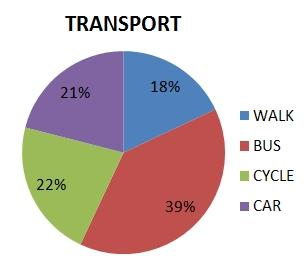 TRANSPORT
18%
21%
22%
39%
WALK
BUS
CYCLE
CAR